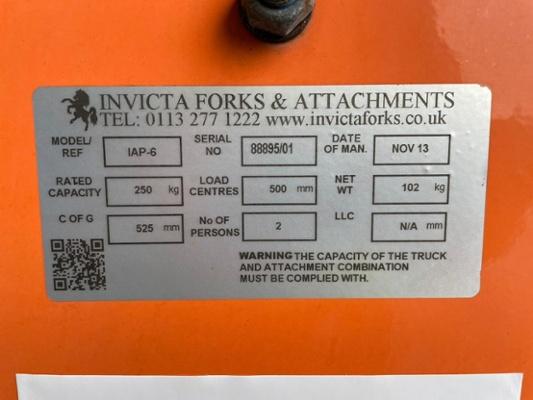 INVICTA FORKS & ATTACHMENTS
TEL: 0113 277 1222 www.invictaforks.co.uk
MODEL/ REF IAP-6 SERIAL NO 88895/01 DATE OF MAN. NOV 13
RATED CAPACITY 250 kg LOAD CENTRES 500 mm NET WT 102 kg
C OF G 525 mm No OF PERSONS 2 LLC N/A mm
WARNING THE CAPACITY OF THE TRUCK
AND ATTACHMENT COMBINATION
MUST BE COMPLIED WITH.